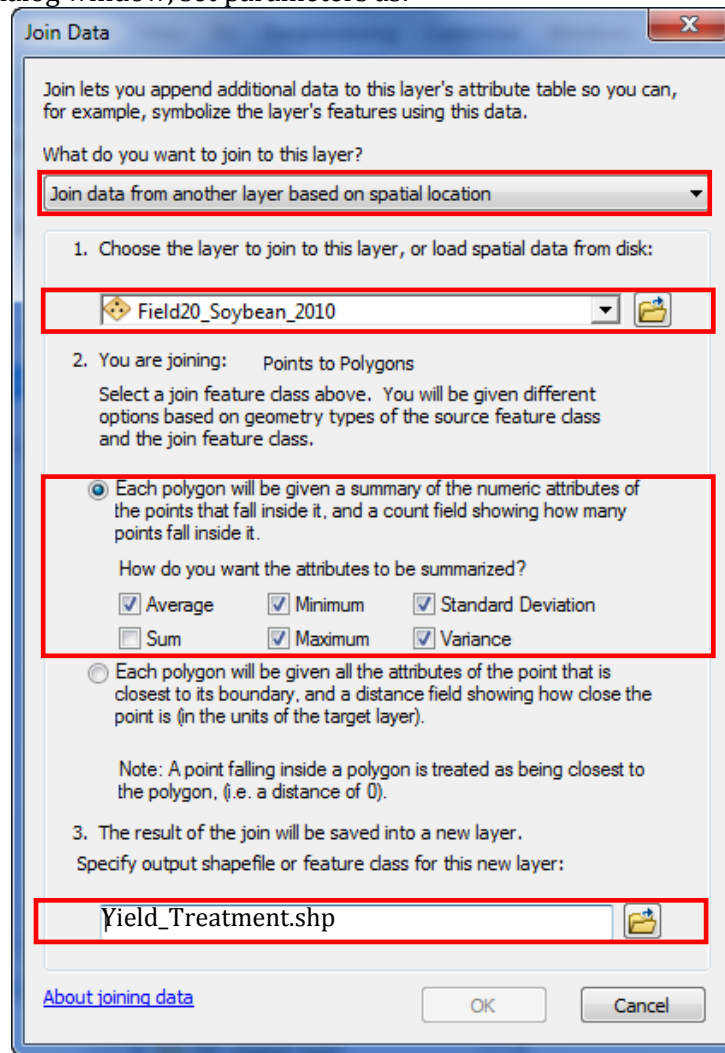 alog window, set parameters as:
Join Data
Join lets you append additional data to this layer's attribute table so you can,
for example, symbolize the layer's features using this data.
What do you want to join to this layer?
Join data from another layer based on spatial location
1. Choose the layer to join to this layer, or load spatial data from disk:
Field20_Soybean_2010
2. You are joining: Points to Polygons
Select a join feature class above. You will be given different
options based on geometry types of the source feature class
and the join feature class.
Each polygon will be given a summary of the numeric attributes of
the points that fall inside it, and a count field showing how many
points fall inside it.
How do you want the attributes to be summarized?
Average Minimum Standard Deviation
Sum Maximum Variance
Each polygon will be given all the attributes of the point that is
closest to its boundary, and a distance field showing how close the
point is (in the units of the target layer).
Note: A point falling inside a polygon is treated as being closest to
the polygon, (i.e. a distance of 0).
3. The result of the join will be saved into a new layer.
Specify output shapefile or feature class for this new layer:
Yield_Treatment.shp
About joining data OK Cancel